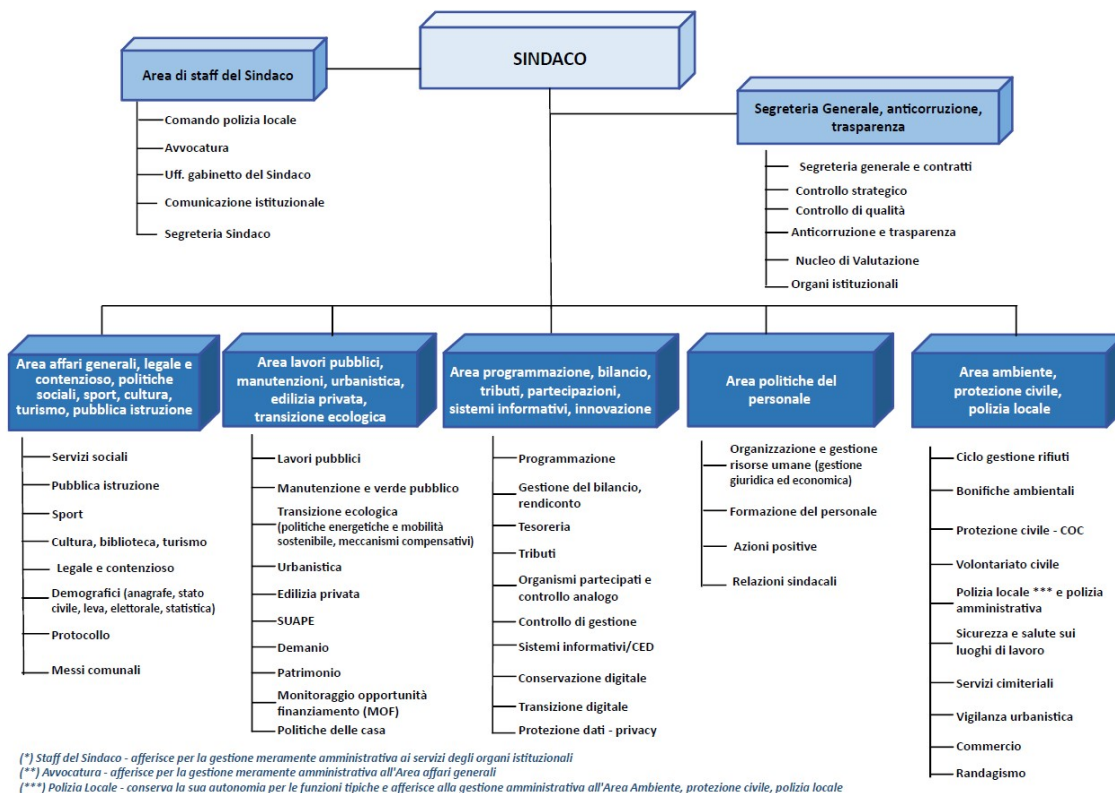 SINDACO
Area di staff del Sindaco
Comando polizia locale
Avvocatura
Uff. gabinetto del Sindaco
Comunicazione istituzionale
Segreteria Sindaco
Segreteria Generale, anticorruzione,
trasparenza
Segreteria generale e contratti
Controllo strategico
Controllo di qualità
Anticorruzione e trasparenza
Nucleo di Valutazione
Organi istituzionali
Area affari generali, legale e
contenzioso, politiche
sociali, sport, cultura,
turismo, pubblica istruzione
Servizi sociali
Pubblica istruzione
Sport
Cultura, biblioteca, turismo
Legale e contenzioso
Demografici (anagrafe, stato
civile, leva, elettorale, statistica)
Protocollo
Messi comunali
Area lavori pubblici,
manutenzioni, urbanistica,
edilizia privata,
transizione ecologica
Lavori pubblici
Manutenzione e verde pubblico
Transizione ecologica
(politiche energetiche e mobilità
sostenibile, meccanismi compensativi)
Urbanistica
Edilizia privata
SUAPE
Demanio
Patrimonio
Monitoraggio opportunità
finanziamento (MOF)
Politiche delle casa
Area programmazione, bilancio,
tributi, partecipazioni,
sistemi informativi, innovazione
Programmazione
Gestione del bilancio,
rendiconto
Tesoreria
Tributi
Organismi partecipati e
controllo analogo
Controllo di gestione
Sistemi informativi/CED
Conservazione digitale
Transizione digitale
Protezione dati - privacy
Area politiche del
personale
Organizzazione e gestione
risorse umane (gestione
giuridica ed economica)
Formazione del personale
Azioni positive
Relazioni sindacali
Area ambiente,
protezione civile,
polizia locale
Ciclo gestione rifiuti
Bonifiche ambientali
Protezione civile - COC
Volontariato civile
Polizia locale *** e polizia
amministrativa
Sicurezza e salute sui
luoghi di lavoro
Servizi cimiteriali
Vigilanza urbanistica
Commercio
Randagismo
(*) Staff del Sindaco - afferisce per la gestione meramente amministrativa ai servizi degli organi istituzionali
(**) Avvocatura - afferisce per la gestione meramente amministrativa all'Area affari generali
(***) Polizia Locale - conserva la sua autonomia per le funzioni tipiche e afferisce alla gestione amministrativa all'Area Ambiente, protezione civile, polizia locale